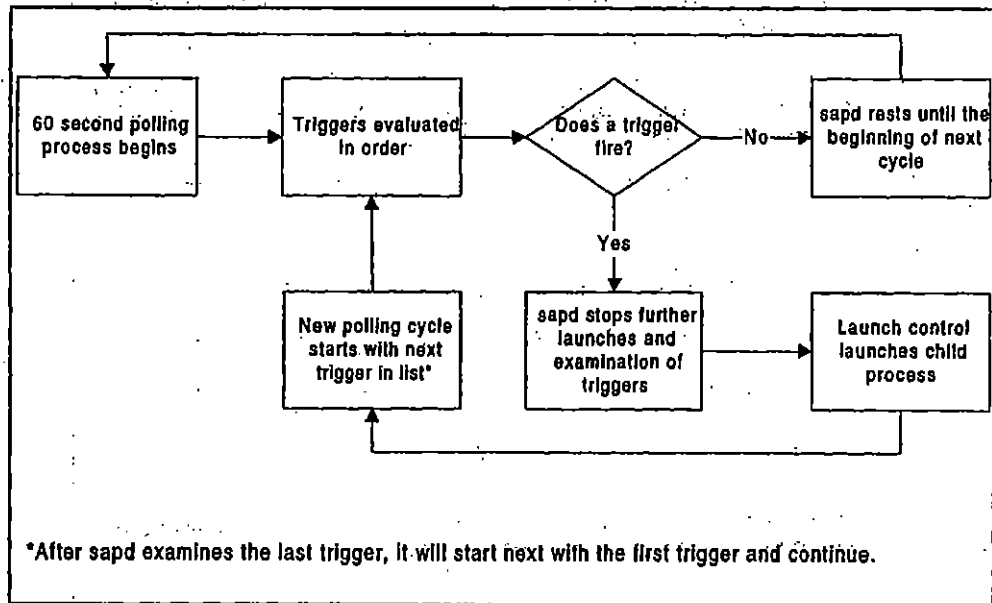 60 second polling
process begins
Triggers evaluated
in order
Does a trigger
fire?
No
sapd rests until the
beginning of next
cycle
Yes
New polling cycle
starts with next
trigger in list*
sapd stops further
launches and
examination of
triggers
Launch control
launches child
process
*After sapd examines the last trigger, it will start next with the first trigger and continue.